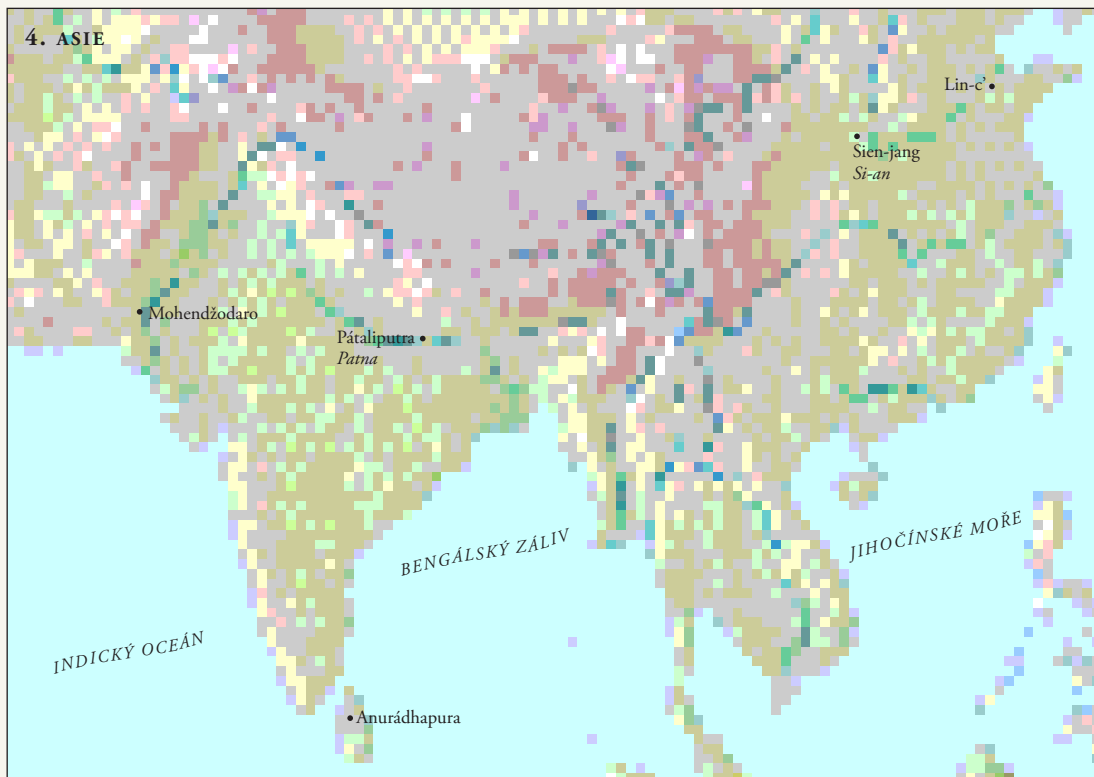 4. ASIE
Lin-c’
Sien-jang
Si-an
Mohendžodaro
Pátaliputra
Patna
JIHOČÍNSKÉ MOŘE
BENGÁLSKÝ ZÁLIV
INDICKÝ OCEÁN
Anurádhapura